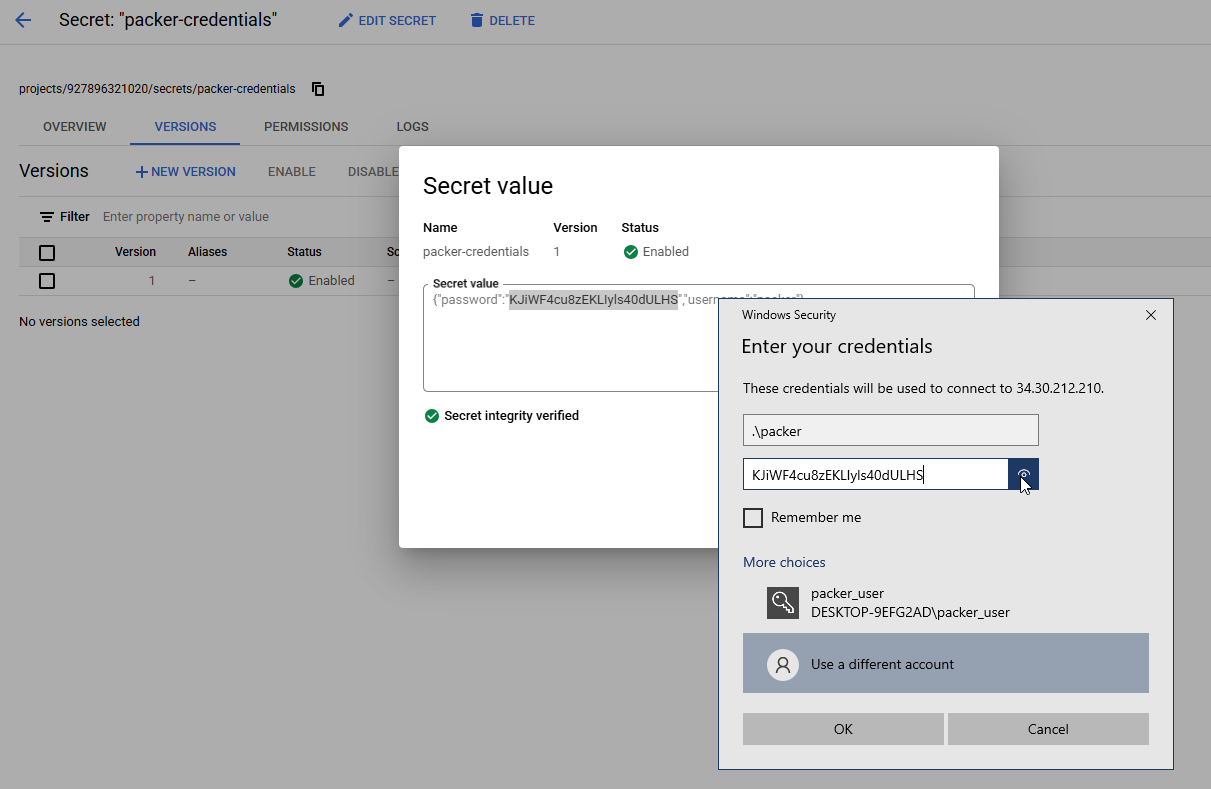 Secret: "packer-credentials"
EDIT SECRET
DELETE
projects/927896321020/secrets/packer-credentials
OVERVIEW
VERSIONS
PERMISSIONS
LOGS
Versions
NEW VERSION
ENABLE
DISABLE
Filter
Enter property name or value
Version
Aliases
Status
1
–
Enabled
–
No versions selected
Secret value
Name
Version
Status
packer-credentials
1
Enabled
Secret value
{"password":"KJiWF4cu8zEKLIyls40dULHS","username":"packer"}
Secret integrity verified
Windows Security
Enter your credentials
These credentials will be used to connect to 34.30.212.210.
.\packer
KJiWF4cu8zEKLIyls40dULHS
Remember me
More choices
packer_user
DESKTOP-9EFG2AD\packer_user
Use a different account
OK
Cancel